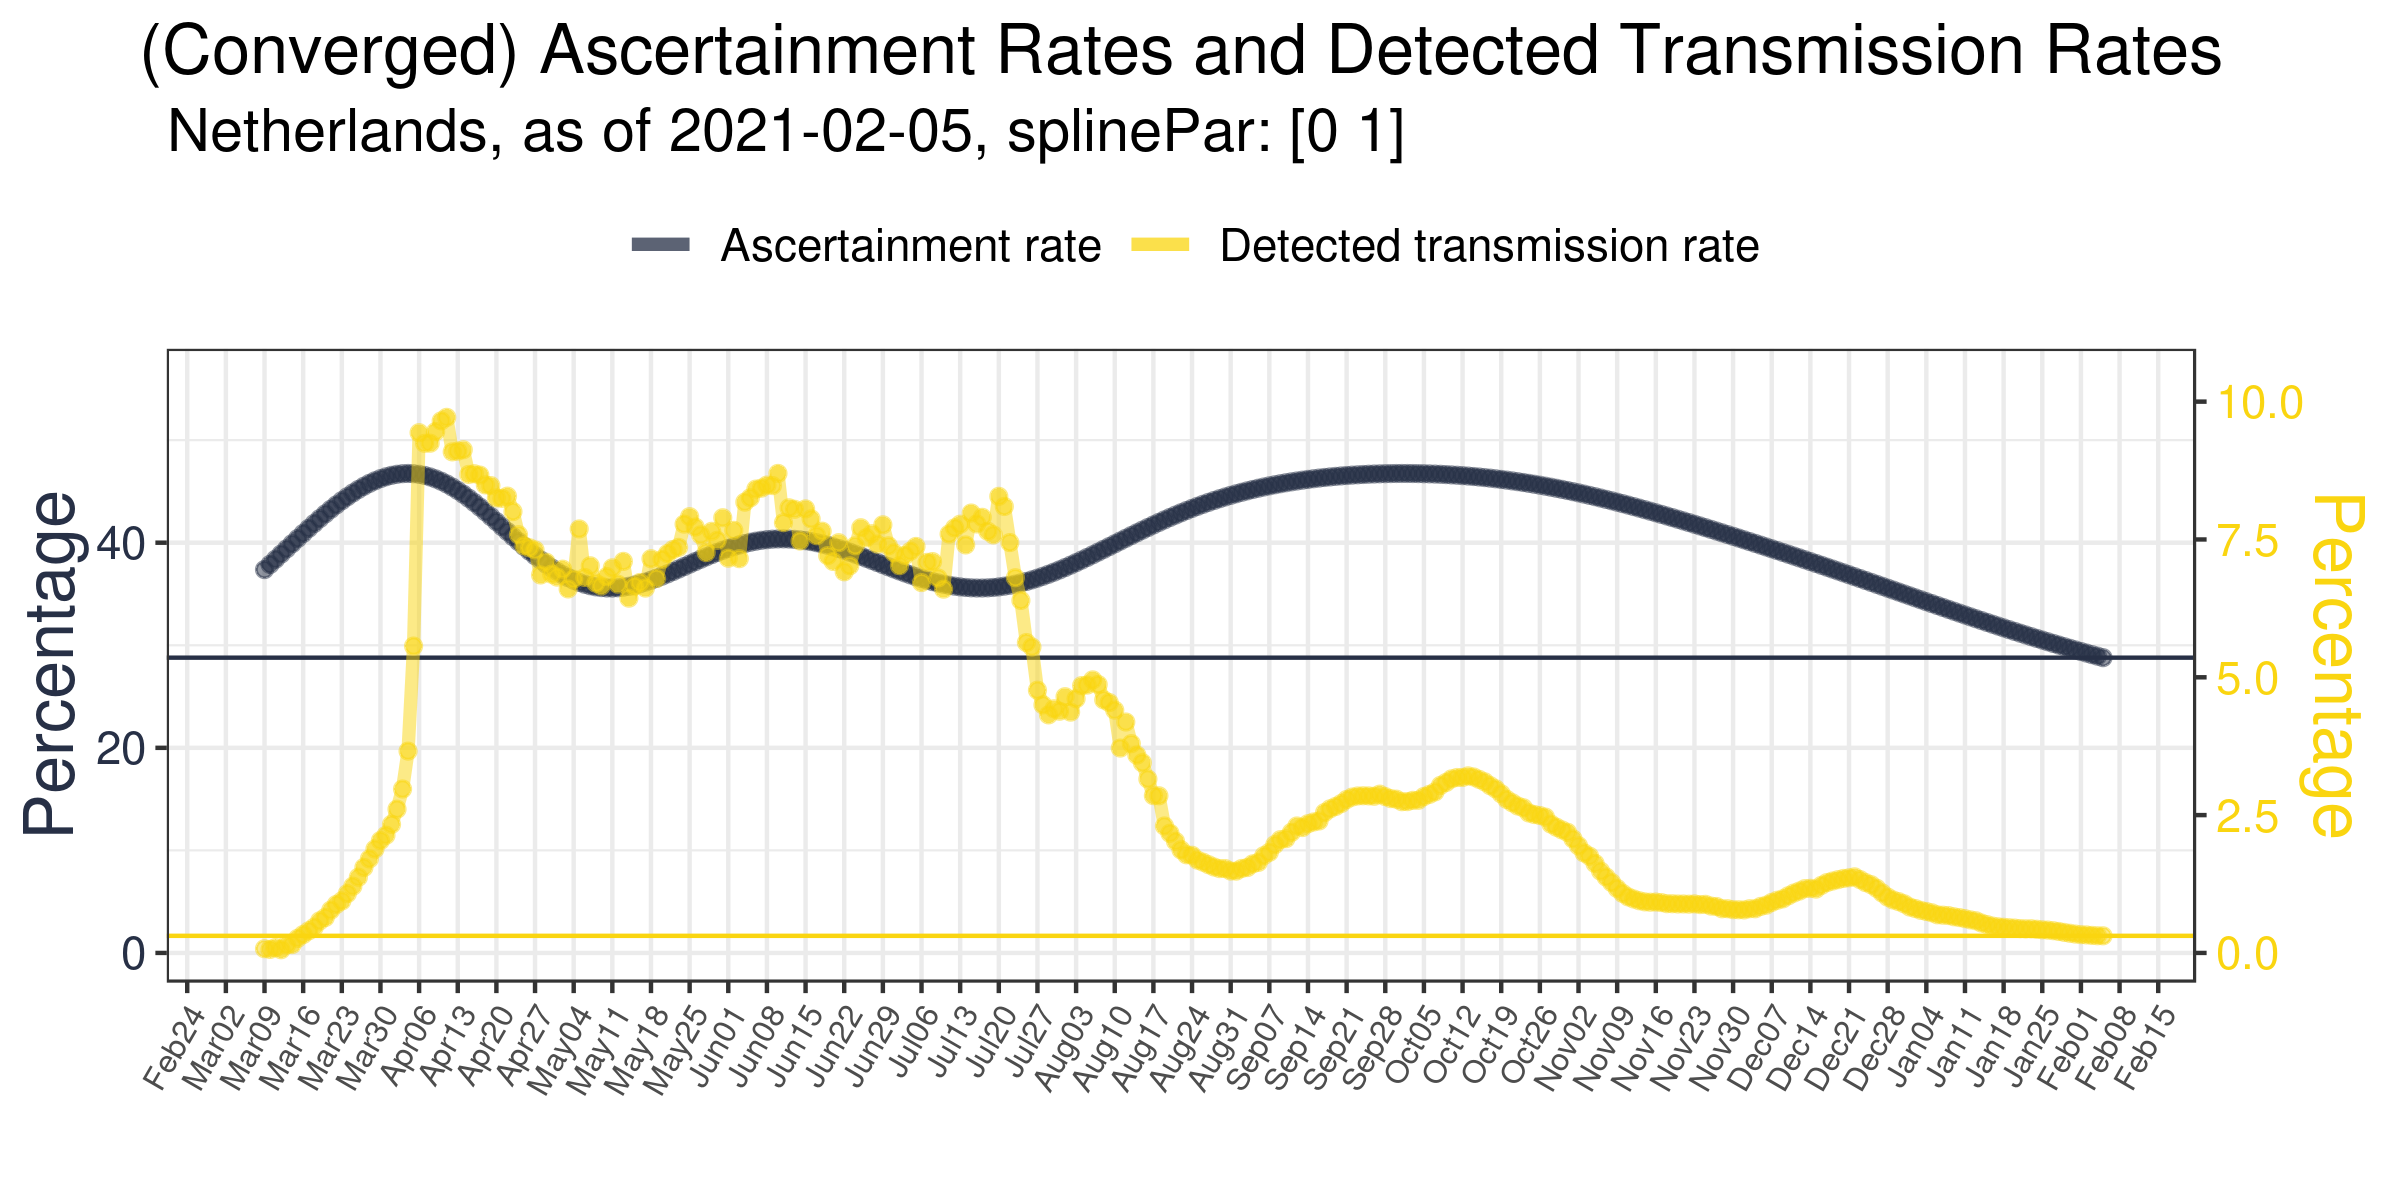 (Converged) Ascertainment Rates and Detected Transmission Rates
Netherlands, as of 2021-02-05, splinePar: [0 1]
Ascertainment rate
Detected transmission rate
Percentage
40
20
0
10.0
7.5
5.0
2.5
0.0
Percentage
Feb24
Mar02
Mar09
Mar16
Mar23
Mar30
Apr06
Apr13
Apr20
Apr27
May04
May11
May18
May25
Jun01
Jun08
Jun15
Jun22
Jun29
Jul06
Jul13
Jul20
Jul27
Aug03
Aug10
Aug17
Aug24
Aug31
Sep07
Sep14
Sep21
Sep28
Oct05
Oct12
Oct19
Oct26
Nov02
Nov09
Nov16
Nov23
Nov30
Dec07
Dec14
Dec21
Dec28
Jan04
Jan11
Jan18
Jan25
Feb01
Feb08
Feb15